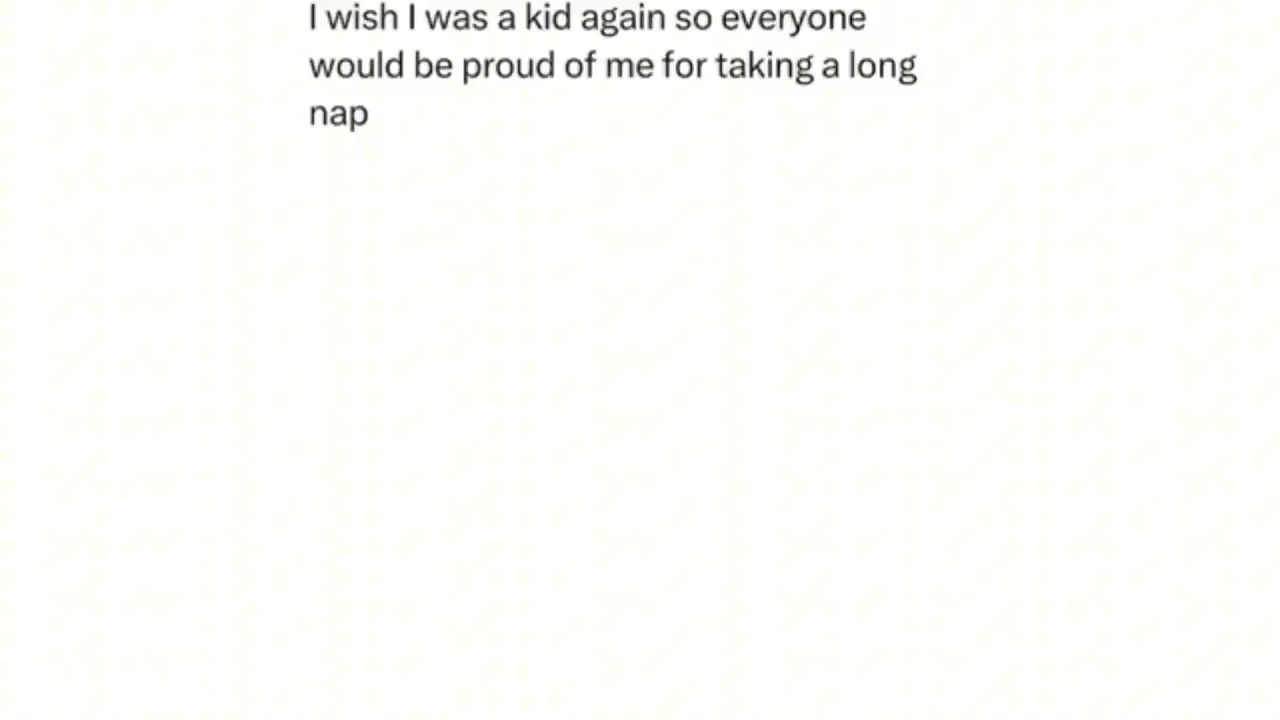 I wish I was a kid again so everyone
would be proud of me for taking a long
nap